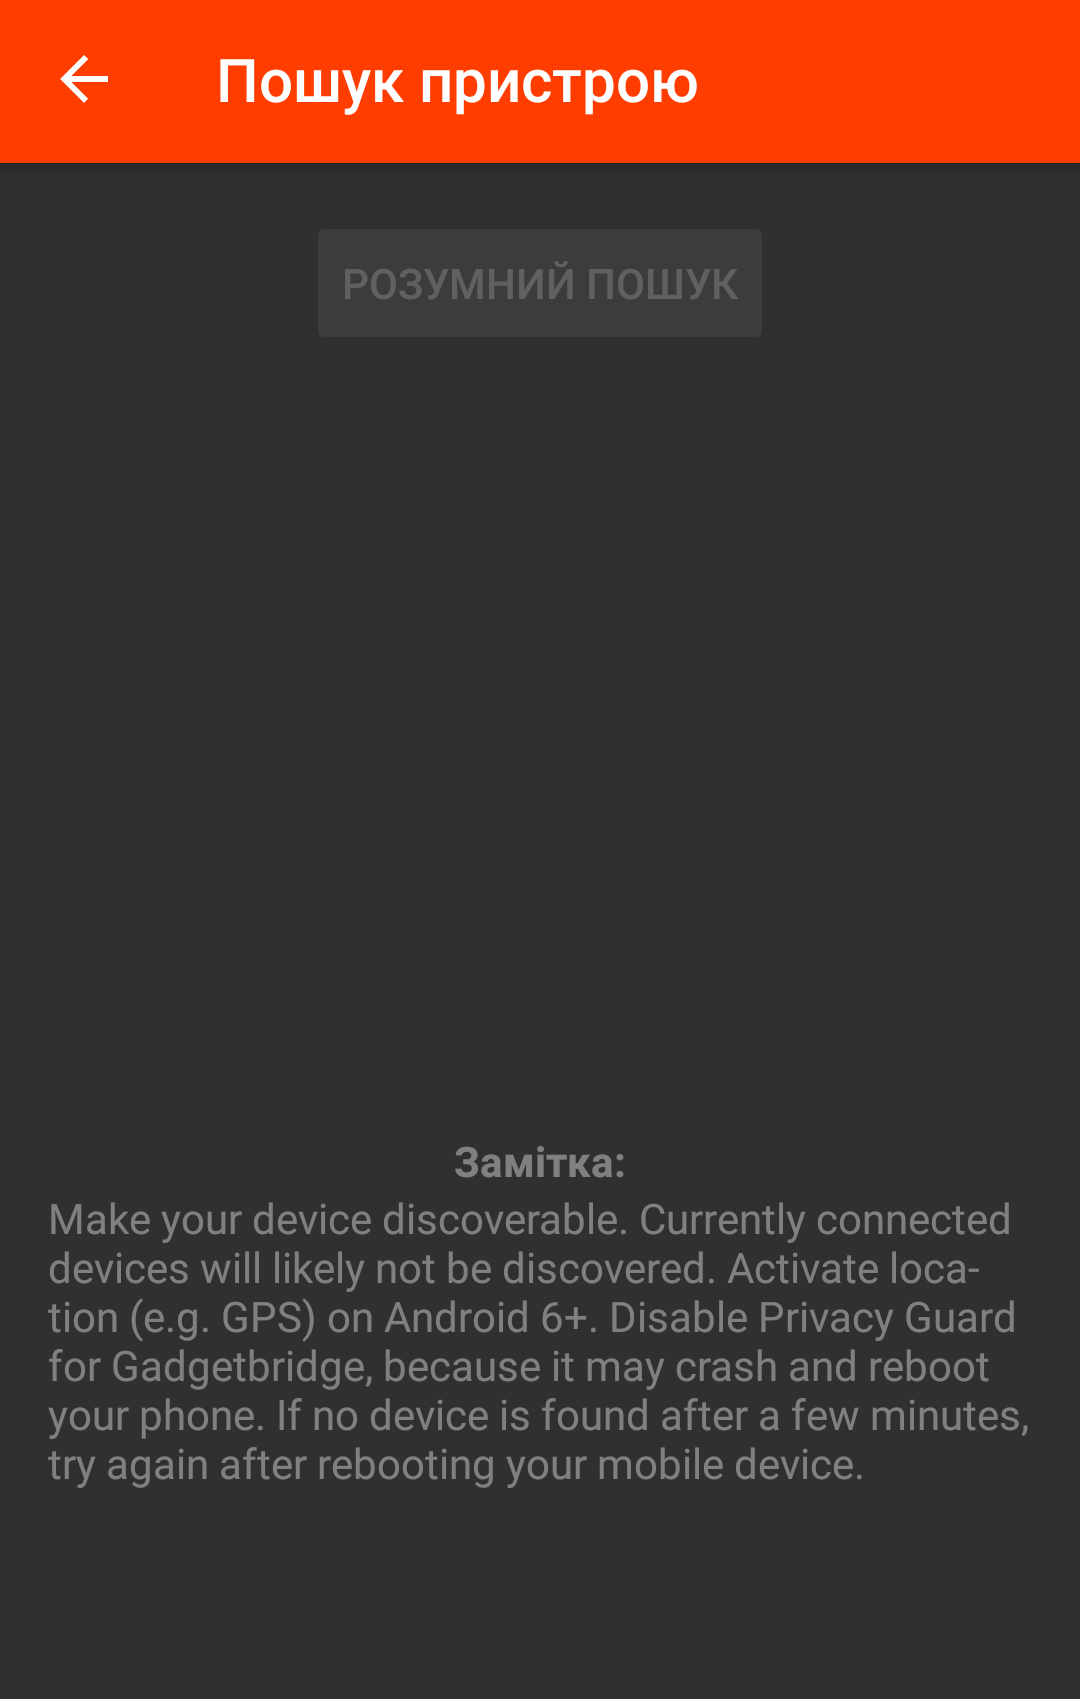 Пошук пристрою
РОЗУМНИЙ ПОШУК
Замітка:
Make your device discoverable. Currently connected
devices will likely not be discovered. Activate loca-
tion (e.g. GPS) on Android 6+. Disable Privacy Guard
for Gadgetbridge, because it may crash and reboot
your phone. If no device is found after a few minutes,
try again after rebooting your mobile device.